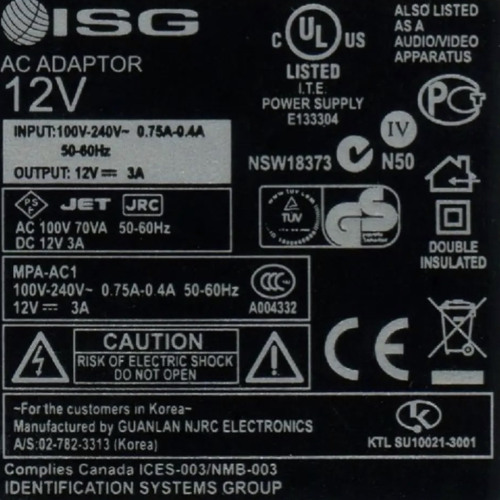 ISG
AC ADAPTOR
12V
C UL US
LISTED
I.T.E.
POWER SUPPLY
E133304
ALSO LISTED
AS A
AUDIO/VIDEO
APPARATUS
INPUT:100V-240V~ 0.75A-0.4A
50-60Hz
OUTPUT: 12V⎓ 3A
NSW18373
IV
N50
PSE JET JRC
AC 100V 70VA 50-60Hz
DC 12V 3A
TUV
GS
DOUBLE
INSULATED
MPA-AC1
100V-240V~ 0.75A-0.4A 50-60Hz
12V⎓ 3A
CCC
A004332
CAUTION
RISK OF ELECTRIC SHOCK
DO NOT OPEN
CE
~For the customers in Korea~
Manufactured by GUANLAN NJRC ELECTRONICS
A/S:02-782-3313 (Korea)
K
KTL SU10021-3001
Complies Canada ICES-003/NMB-003
IDENTIFICATION SYSTEMS GROUP